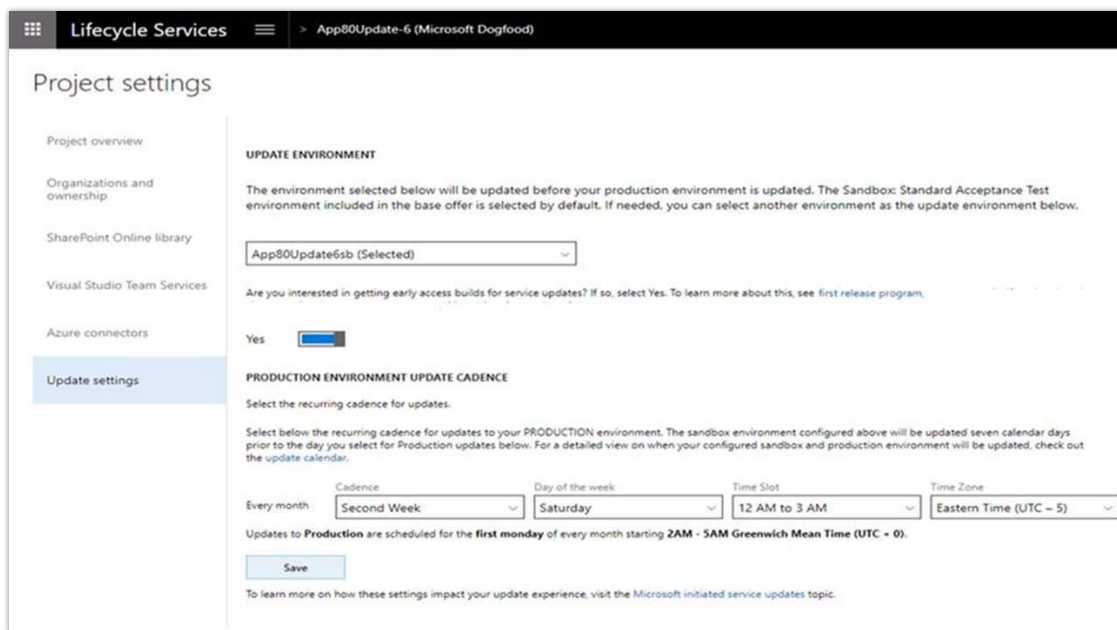 Lifecycle Services
> App80Update-6 (Microsoft Dogfood)
Project settings
Project overview
Organizations and
ownership
SharePoint Online library
Visual Studio Team Services
Azure connectors
Update settings
UPDATE ENVIRONMENT
The environment selected below will be updated before your production environment is updated. The Sandbox: Standard Acceptance Test
environment included in the base offer is selected by default. If needed, you can select another environment as the update environment below.
App80Update6sb (Selected)
Are you interested in getting early access builds for service updates? If so, select Yes. To learn more about this, see first release program,
Yes
PRODUCTION ENVIRONMENT UPDATE CADENCE
Select the recurring cadence for updates.
Select below the recurring cadence for updates to your PRODUCTION environment. The sandbox environment configured above will be updated seven calendar days
prior to the day you select for Production updates below. For a detailed view on when your configured sandbox and production environment will be updated, check out
the update calendar.
Cadence Day of the week Time Slot Time Zone
Every month Second Week Saturday 12 AM to 3 AM Eastern Time (UTC – 5)
Updates to Production are scheduled for the first monday of every month starting 2AM - 5AM Greenwich Mean Time (UTC + 0).
Save
To learn more on how these settings impact your update experience, visit the Microsoft initiated service updates topic.